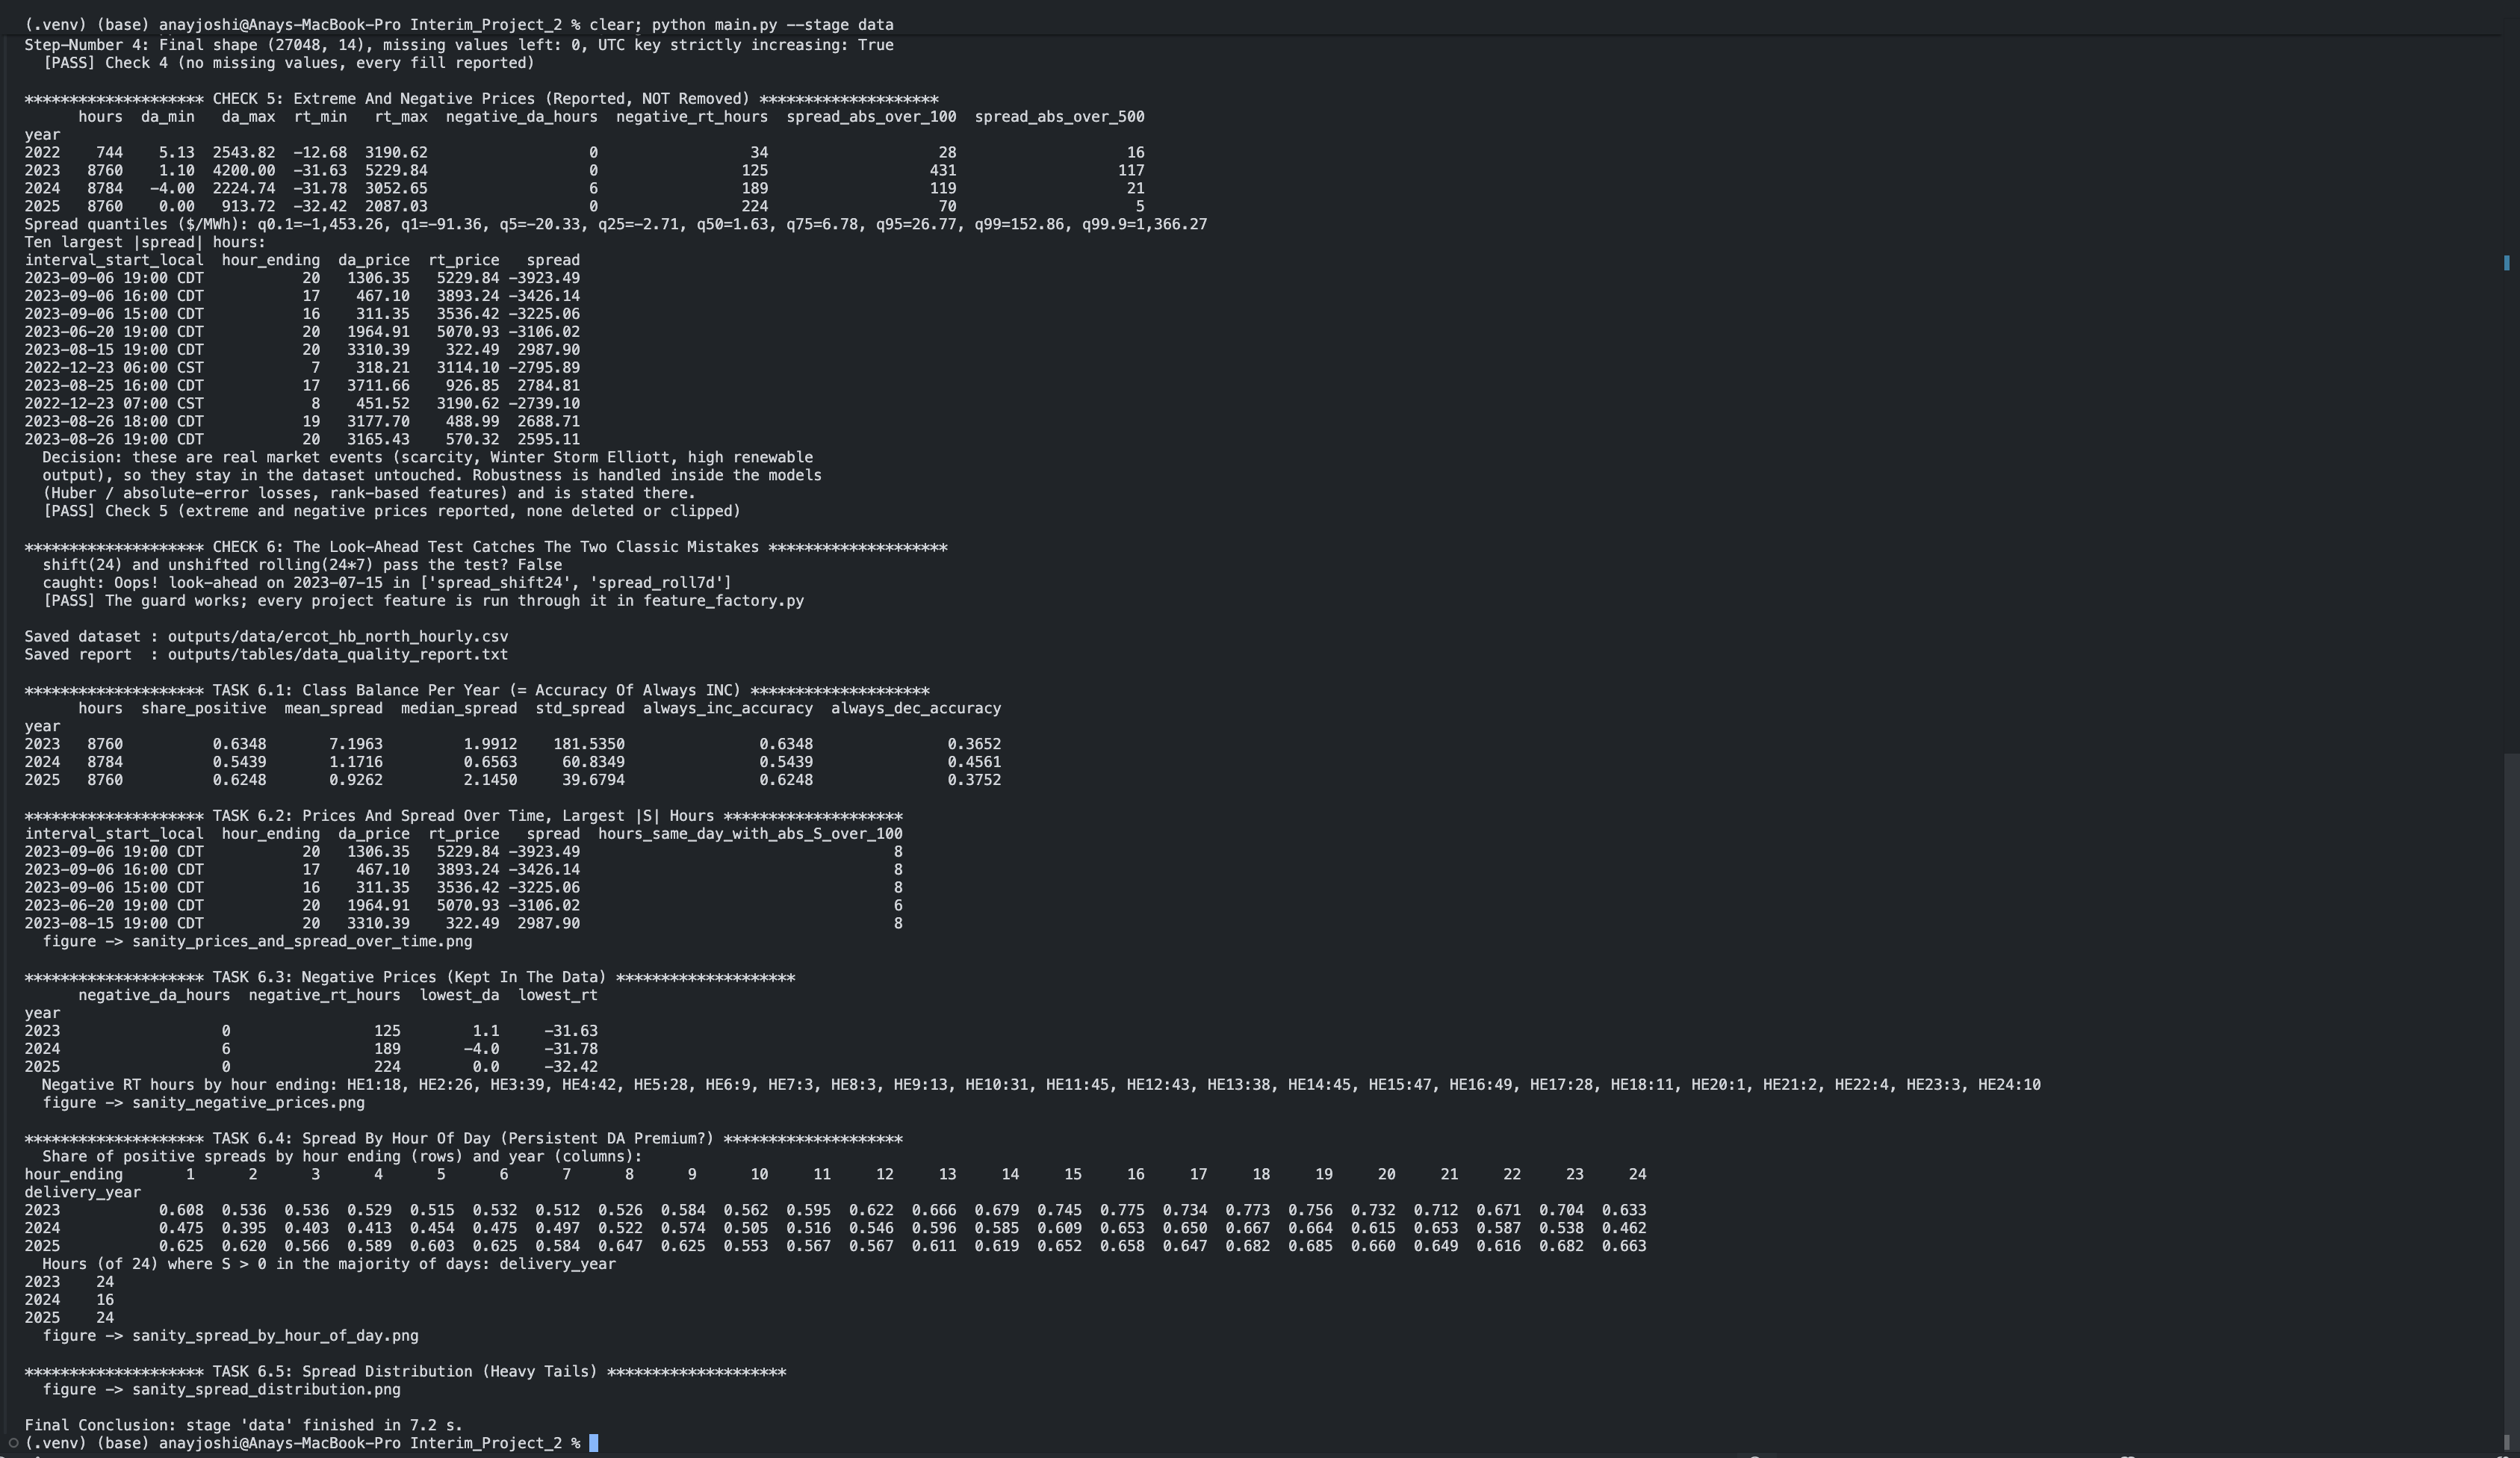 (.venv) (base) anayjoshi@Anays-MacBook-Pro Interim_Project_2 % clear; python main.py --stage data
Step-Number 4: Final shape (27048, 14), missing values left: 0, UTC key strictly increasing: True
  [PASS] Check 4 (no missing values, every fill reported)

******************** CHECK 5: Extreme And Negative Prices (Reported, NOT Removed) ********************
      hours  da_min   da_max  rt_min   rt_max  negative_da_hours  negative_rt_hours  spread_abs_over_100  spread_abs_over_500
year
2022    744    5.13  2543.82  -12.68  3190.62                  0                 34                   28                   16
2023   8760    1.10  4200.00  -31.63  5229.84                  0                125                  431                  117
2024   8784   -4.00  2224.74  -31.78  3052.65                  6                189                  119                   21
2025   8760    0.00   913.72  -32.42  2087.03                  0                224                   70                    5
Spread quantiles ($/MWh): q0.1=-1,453.26, q1=-91.36, q5=-20.33, q25=-2.71, q50=1.63, q75=6.78, q95=26.77, q99=152.86, q99.9=1,366.27
Ten largest |spread| hours:
interval_start_local  hour_ending  da_price  rt_price   spread
2023-09-06 19:00 CDT           20   1306.35   5229.84 -3923.49
2023-09-06 16:00 CDT           17    467.10   3893.24 -3426.14
2023-09-06 15:00 CDT           16    311.35   3536.42 -3225.06
2023-06-20 19:00 CDT           20   1964.91   5070.93 -3106.02
2023-08-15 19:00 CDT           20   3310.39    322.49  2987.90
2022-12-23 06:00 CST            7    318.21   3114.10 -2795.89
2023-08-25 16:00 CDT           17   3711.66    926.85  2784.81
2022-12-23 07:00 CST            8    451.52   3190.62 -2739.10
2023-08-26 18:00 CDT           19   3177.70    488.99  2688.71
2023-08-26 19:00 CDT           20   3165.43    570.32  2595.11
  Decision: these are real market events (scarcity, Winter Storm Elliott, high renewable
  output), so they stay in the dataset untouched. Robustness is handled inside the models
  (Huber / absolute-error losses, rank-based features) and is stated there.
  [PASS] Check 5 (extreme and negative prices reported, none deleted or clipped)

******************** CHECK 6: The Look-Ahead Test Catches The Two Classic Mistakes ********************
  shift(24) and unshifted rolling(24*7) pass the test? False
  caught: Oops! look-ahead on 2023-07-15 in ['spread_shift24', 'spread_roll7d']
  [PASS] The guard works; every project feature is run through it in feature_factory.py

Saved dataset : outputs/data/ercot_hb_north_hourly.csv
Saved report  : outputs/tables/data_quality_report.txt

******************** TASK 6.1: Class Balance Per Year (= Accuracy Of Always INC) ********************
      hours  share_positive  mean_spread  median_spread  std_spread  always_inc_accuracy  always_dec_accuracy
year
2023   8760          0.6348       7.1963         1.9912    181.5350               0.6348               0.3652
2024   8784          0.5439       1.1716         0.6563     60.8349               0.5439               0.4561
2025   8760          0.6248       0.9262         2.1450     39.6794               0.6248               0.3752

******************** TASK 6.2: Prices And Spread Over Time, Largest |S| Hours ********************
interval_start_local  hour_ending  da_price  rt_price   spread  hours_same_day_with_abs_S_over_100
2023-09-06 19:00 CDT           20   1306.35   5229.84 -3923.49                                   8
2023-09-06 16:00 CDT           17    467.10   3893.24 -3426.14                                   8
2023-09-06 15:00 CDT           16    311.35   3536.42 -3225.06                                   8
2023-06-20 19:00 CDT           20   1964.91   5070.93 -3106.02                                   6
2023-08-15 19:00 CDT           20   3310.39    322.49  2987.90                                   8
  figure -> sanity_prices_and_spread_over_time.png

******************** TASK 6.3: Negative Prices (Kept In The Data) ********************
      negative_da_hours  negative_rt_hours  lowest_da  lowest_rt
year
2023                  0                125        1.1     -31.63
2024                  6                189       -4.0     -31.78
2025                  0                224        0.0     -32.42
  Negative RT hours by hour ending: HE1:18, HE2:26, HE3:39, HE4:42, HE5:28, HE6:9, HE7:3, HE8:3, HE9:13, HE10:31, HE11:45, HE12:43, HE13:38, HE14:45, HE15:47, HE16:49, HE17:28, HE18:11, HE20:1, HE21:2, HE22:4, HE23:3, HE24:10
  figure -> sanity_negative_prices.png

******************** TASK 6.4: Spread By Hour Of Day (Persistent DA Premium?) ********************
  Share of positive spreads by hour ending (rows) and year (columns):
hour_ending       1      2      3      4      5      6      7      8      9      10     11     12     13     14     15     16     17     18     19     20     21     22     23     24
delivery_year
2023           0.608  0.536  0.536  0.529  0.515  0.532  0.512  0.526  0.584  0.562  0.595  0.622  0.666  0.679  0.745  0.775  0.734  0.773  0.756  0.732  0.712  0.671  0.704  0.633
2024           0.475  0.395  0.403  0.413  0.454  0.475  0.497  0.522  0.574  0.505  0.516  0.546  0.596  0.585  0.609  0.653  0.650  0.667  0.664  0.615  0.653  0.587  0.538  0.462
2025           0.625  0.620  0.566  0.589  0.603  0.625  0.584  0.647  0.625  0.553  0.567  0.567  0.611  0.619  0.652  0.658  0.647  0.682  0.685  0.660  0.649  0.616  0.682  0.663
  Hours (of 24) where S > 0 in the majority of days: delivery_year
2023    24
2024    16
2025    24
  figure -> sanity_spread_by_hour_of_day.png

******************** TASK 6.5: Spread Distribution (Heavy Tails) ********************
  figure -> sanity_spread_distribution.png

Final Conclusion: stage 'data' finished in 7.2 s.
(.venv) (base) anayjoshi@Anays-MacBook-Pro Interim_Project_2 %